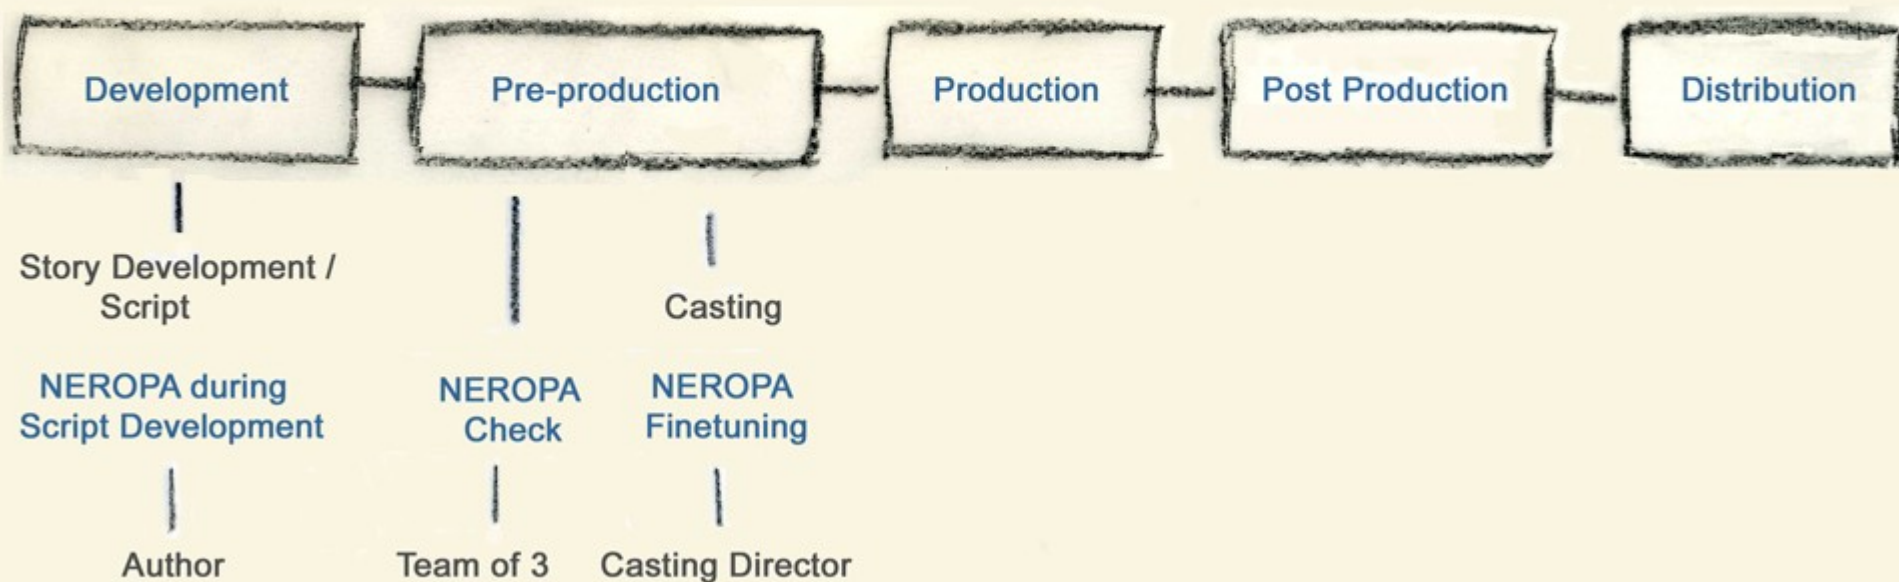 Development
Pre-production
Production
Post Production
Distribution
Story Development /
Script
Casting
NEROPA during
Script Development
NEROPA
Check
NEROPA
Finetuning
Author
Team of 3
Casting Director